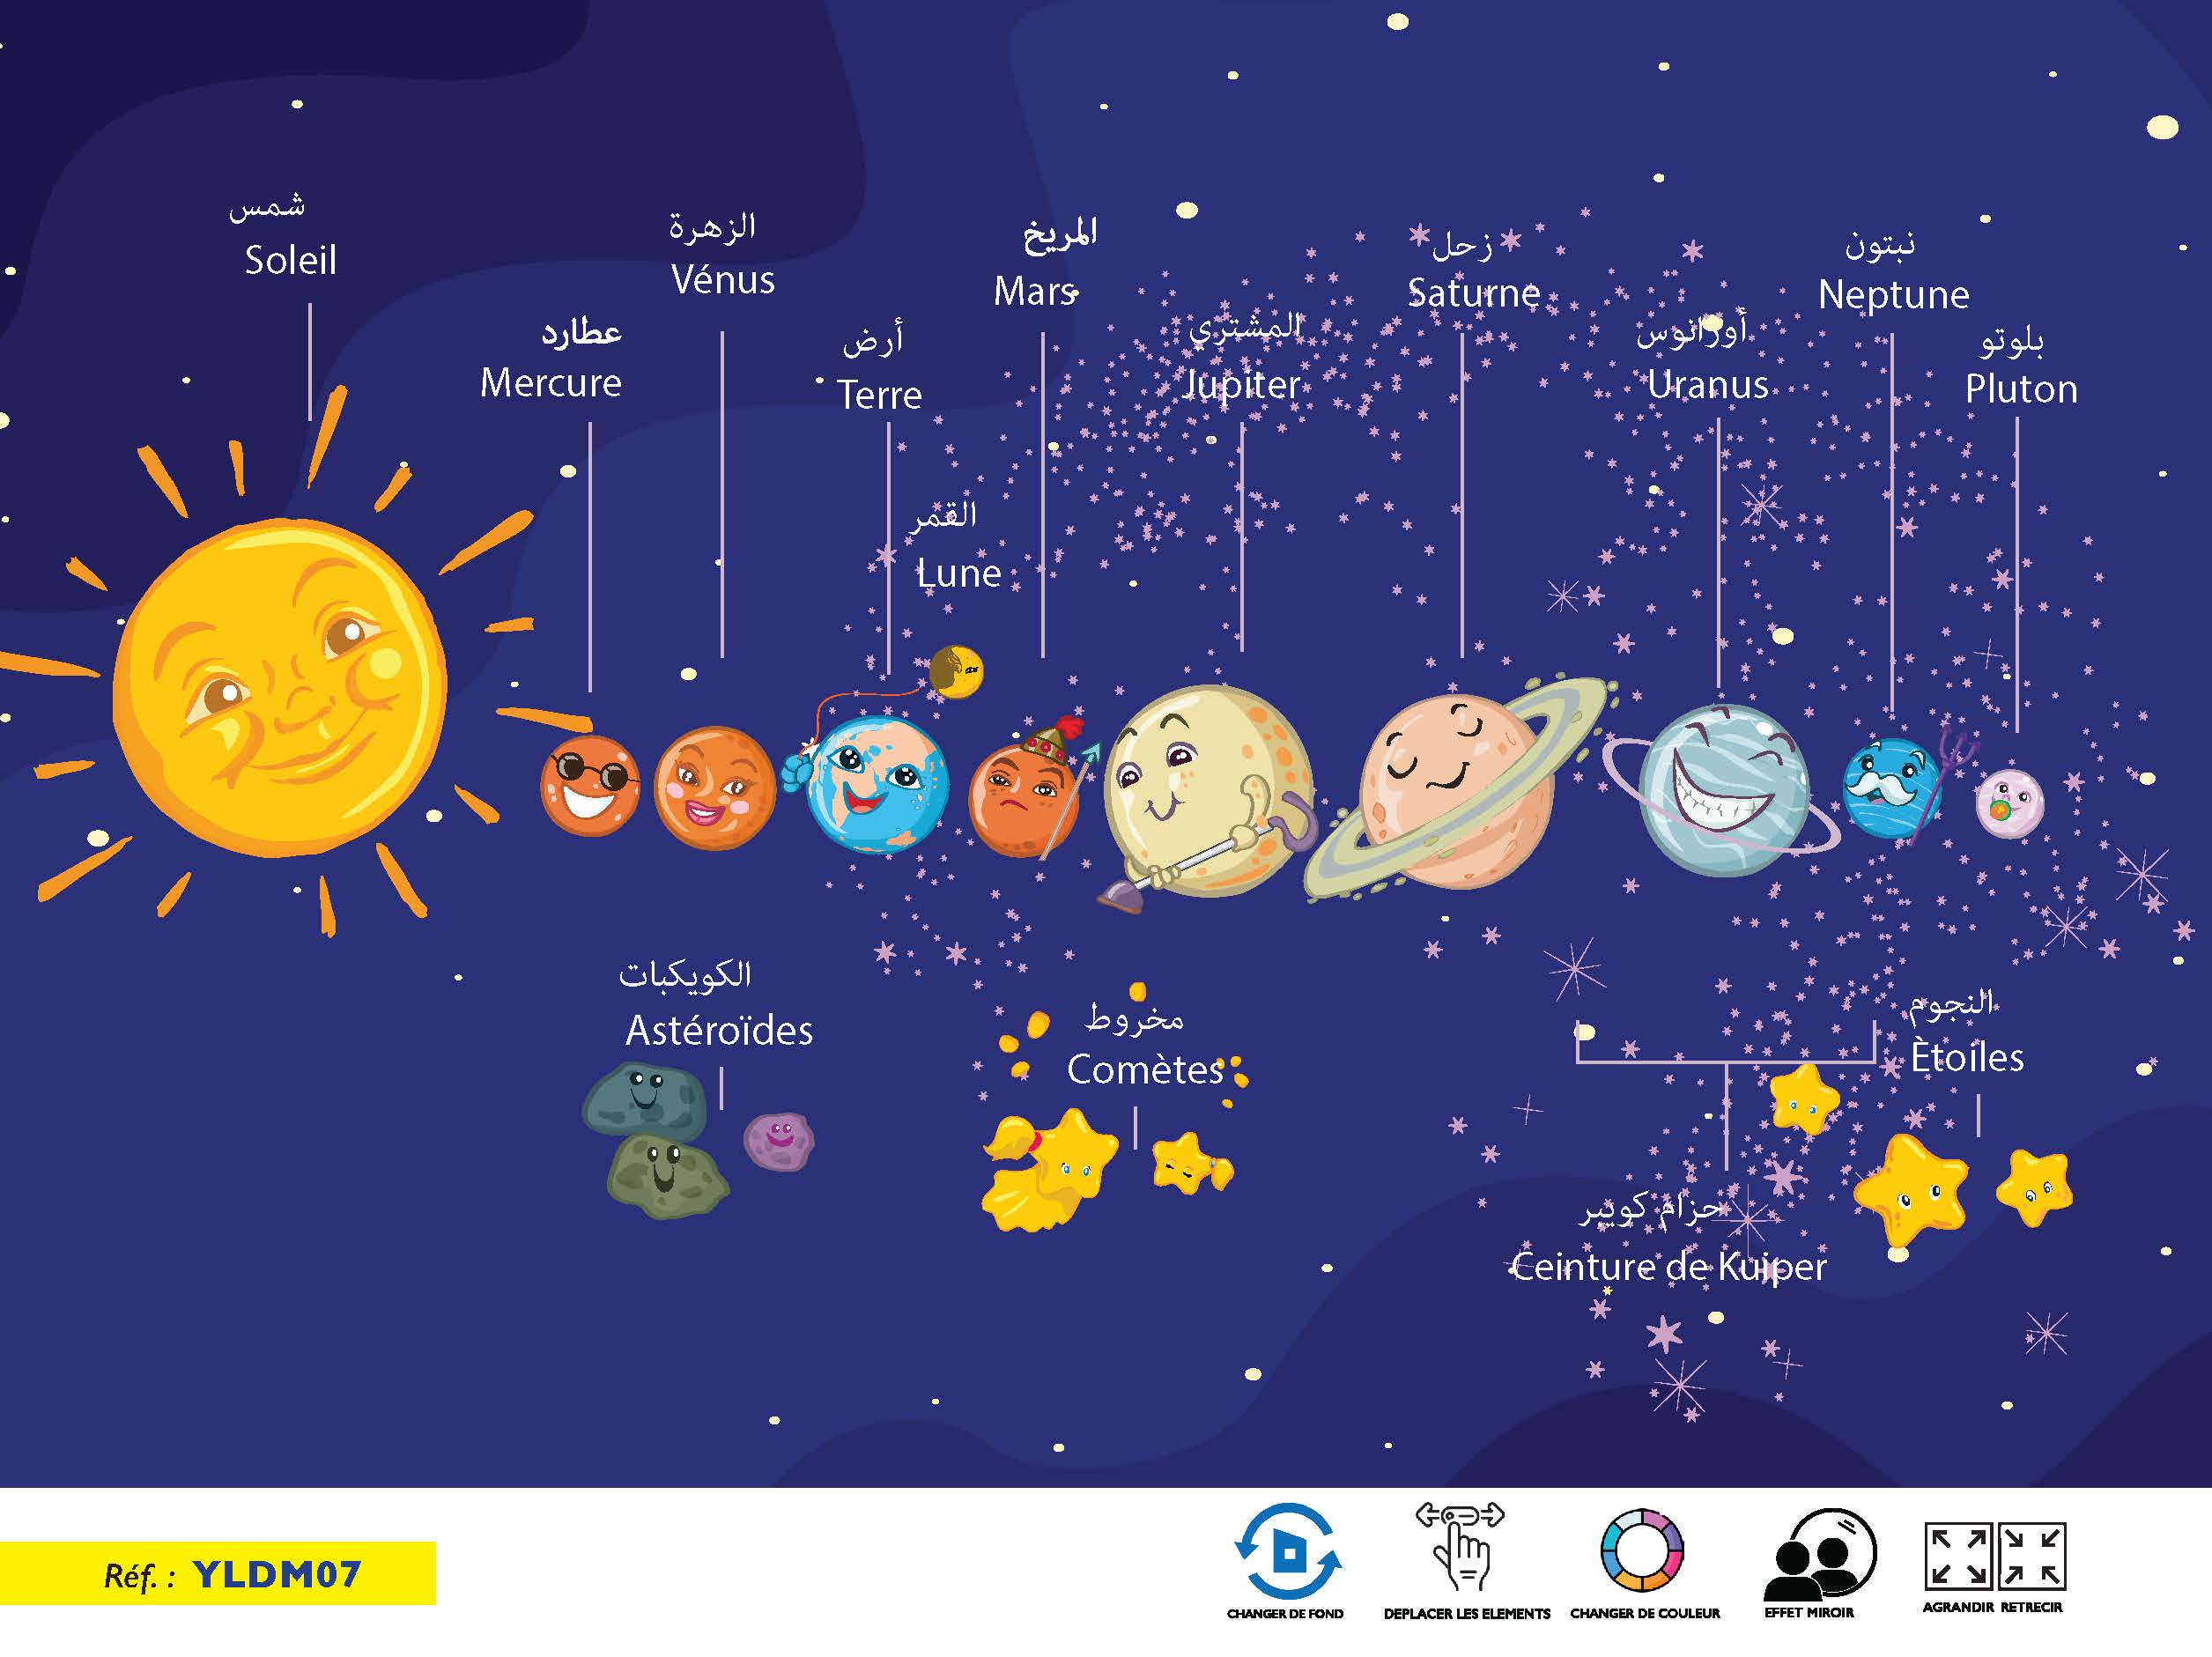 شمس
Soleil
عطارد
Mercure
الزهرة
Vénus
أرض
Terre
القمر
Lune
المريخ
Mars
المشتري
Jupiter
زحل
Saturne
أورانوس
Uranus
نبتون
Neptune
بلوتو
Pluton
الكويكبات
Astéroïdes
مخروط
Comètes
النجوم
Ètoiles
حزام كويبر
Ceinture de Kuiper
Réf. : YLDM07
CHANGER DE FOND
DEPLACER LES ELEMENTS
CHANGER DE COULEUR
EFFET MIROIR
AGRANDIR RETRECIR